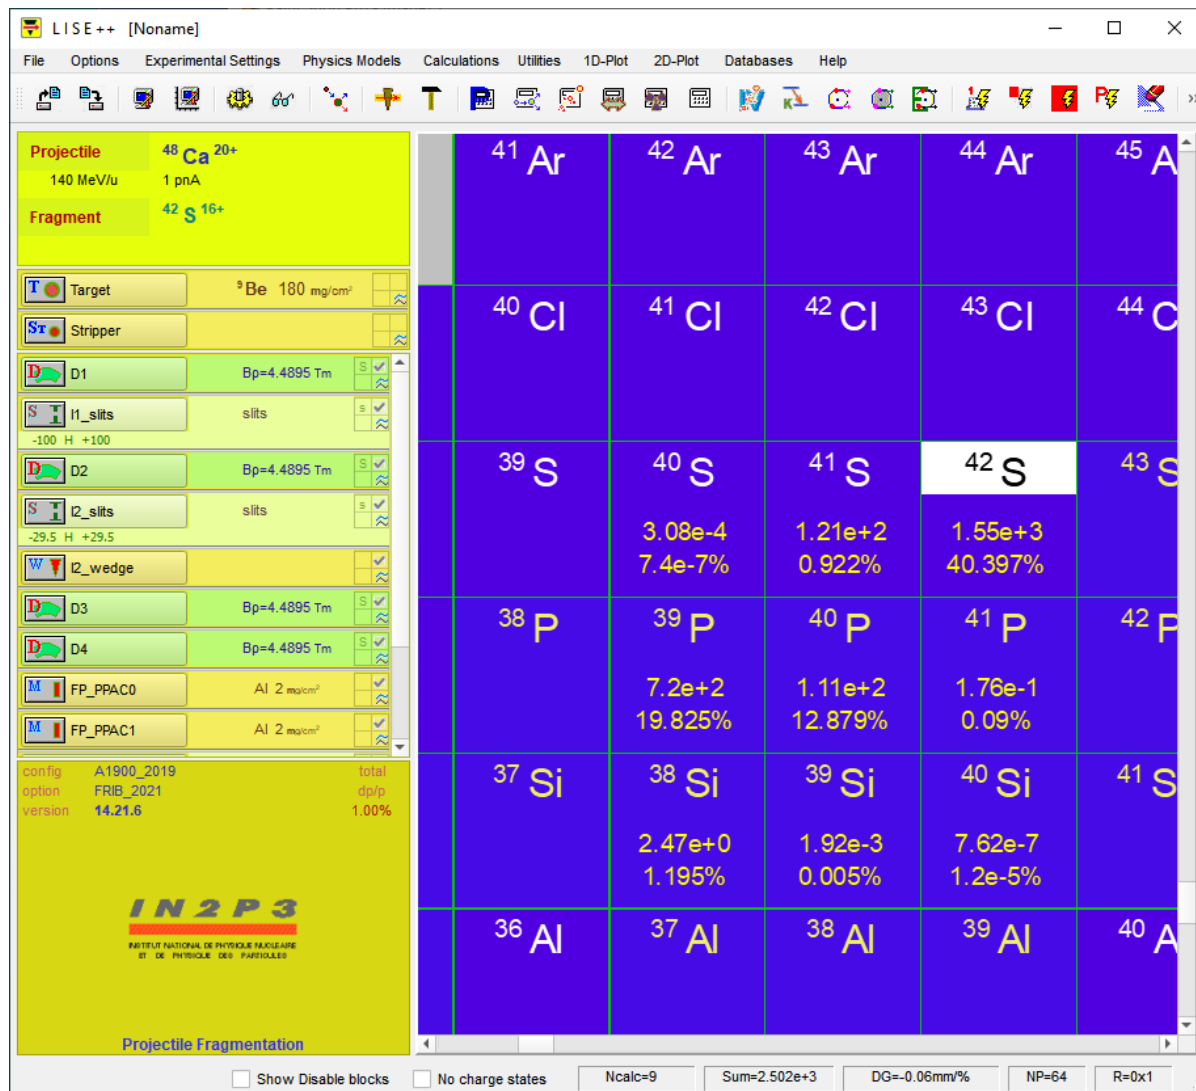 LISE++ [Noname]
File Options Experimental Settings Physics Models Calculations Utilities 1D-Plot 2D-Plot Databases Help
Projectile 48 Ca 20+
140 MeV/u 1 pnA
Fragment 42 S 16+
T Target 9 Be 180 mg/cm²
ST Stripper
D D1 Bρ=4.4895 Tm S
S I1_slits slits s
-100 H +100
D D2 Bρ=4.4895 Tm S
S I2_slits slits s
-29.5 H +29.5
W I2_wedge
D D3 Bρ=4.4895 Tm S
D D4 Bρ=4.4895 Tm S
M FP_PPAC0 Al 2 mg/cm²
M FP_PPAC1 Al 2 mg/cm²
config A1900_2019 total
option FRIB_2021 dp/p
version 14.21.6 1.00%
IN2P3
INSTITUT NATIONAL DE PHYSIQUE NUCLEAIRE
ET DE PHYSIQUE DES PARTICULES
Projectile Fragmentation
41 Ar 42 Ar 43 Ar 44 Ar 45 A
40 Cl 41 Cl 42 Cl 43 Cl 44 C
39 S 40 S 41 S 42 S 43 S
3.08e-4 1.21e+2 1.55e+3
7.4e-7% 0.922% 40.397%
38 P 39 P 40 P 41 P 42 P
7.2e+2 1.11e+2 1.76e-1
19.825% 12.879% 0.09%
37 Si 38 Si 39 Si 40 Si 41 S
2.47e+0 1.92e-3 7.62e-7
1.195% 0.005% 1.2e-5%
36 Al 37 Al 38 Al 39 Al 40 A
Show Disable blocks No charge states Ncalc=9 Sum=2.502e+3 DG=-0.06mm/% NP=64 R=0x1